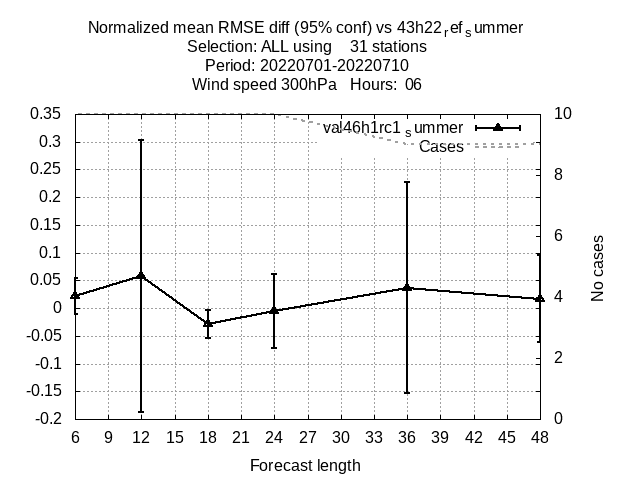 Normalized mean RMSE diff (95% conf) vs 43h22refsummer
Selection: ALL using 31 stations
Period: 20220701-20220710
Wind speed 300hPa Hours: 06
val46h1rc1summer
Cases
0.35
0.3
0.25
0.2
0.15
0.1
0.05
0
-0.05
-0.1
-0.15
-0.2
10
8
6
4
2
0
No cases
6 9 12 15 18 21 24 27 30 33 36 39 42 45 48
Forecast length